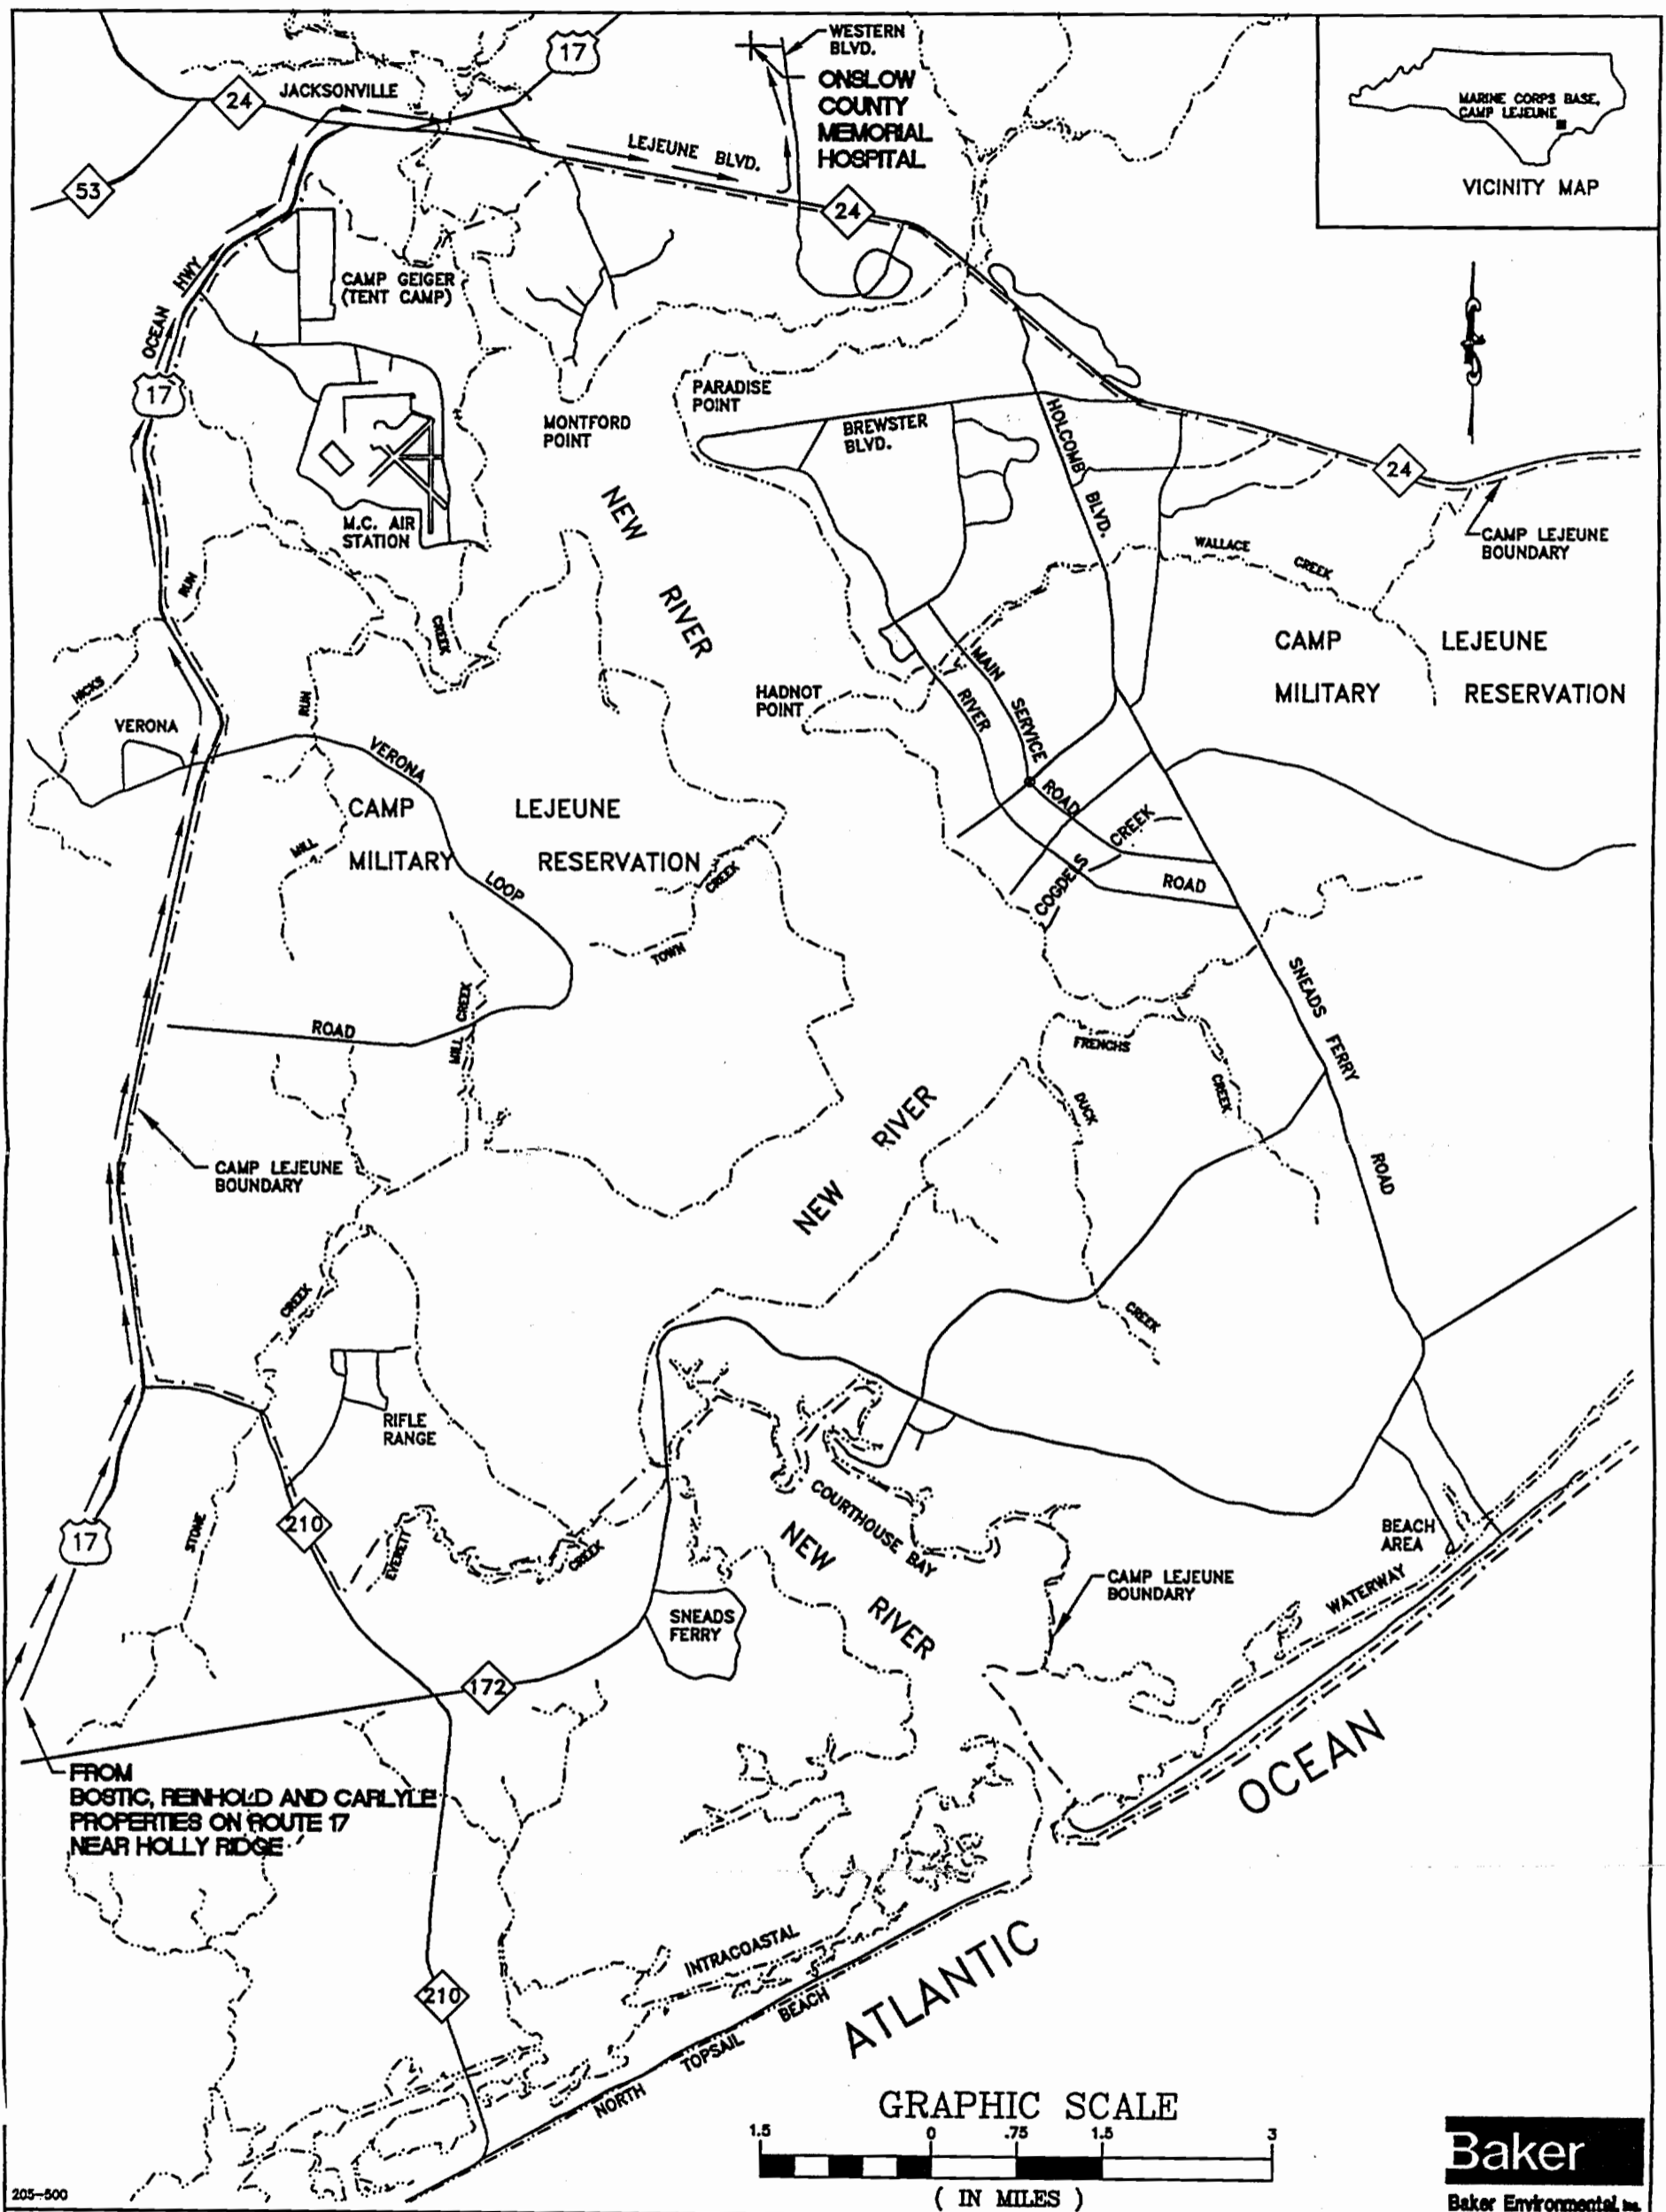 WESTERN
BLVD.
17
ONSLOW
COUNTY
MEMORIAL
HOSPITAL
JACKSONVILLE
24
LEJEUNE BLVD.
53
24
MARINE CORPS BASE,
CAMP LEJEUNE
VICINITY MAP
CAMP GEIGER
(TENT CAMP)
OCEAN HWY
17
PARADISE
POINT
MONTFORD
POINT
BREWSTER
BLVD.
HOLCOMB BLVD.
24
M.C. AIR
STATION
NEW RIVER
CAMP LEJEUNE
BOUNDARY
WALLACE CREEK
RUN
CREEK
HICKS
RUN
VERONA
HADNOT
POINT
MAIN SERVICE ROAD
RIVER ROAD
CAMP LEJEUNE
MILITARY RESERVATION
VERONA LOOP ROAD
CAMP LEJEUNE
MILITARY RESERVATION
MILL
TOWN CREEK
COGDELS CREEK
MILL CREEK
SNEADS FERRY ROAD
FRENCHS CREEK
DUCK CREEK
NEW RIVER
CAMP LEJEUNE
BOUNDARY
CREEK
RIFLE
RANGE
STONE
210
17
EVERETT CREEK
COURTHOUSE BAY
NEW RIVER
BEACH
AREA
CAMP LEJEUNE
BOUNDARY
WATERWAY
SNEADS
FERRY
172
FROM
BOSTIC, REINHOLD AND CARLYLE
PROPERTIES ON ROUTE 17
NEAR HOLLY RIDGE
210
INTRACOASTAL
NORTH TOPSAIL BEACH
ATLANTIC OCEAN
GRAPHIC SCALE
1.5 0 .75 1.5 3
( IN MILES )
205-500
Baker
Baker Environmental, Inc.